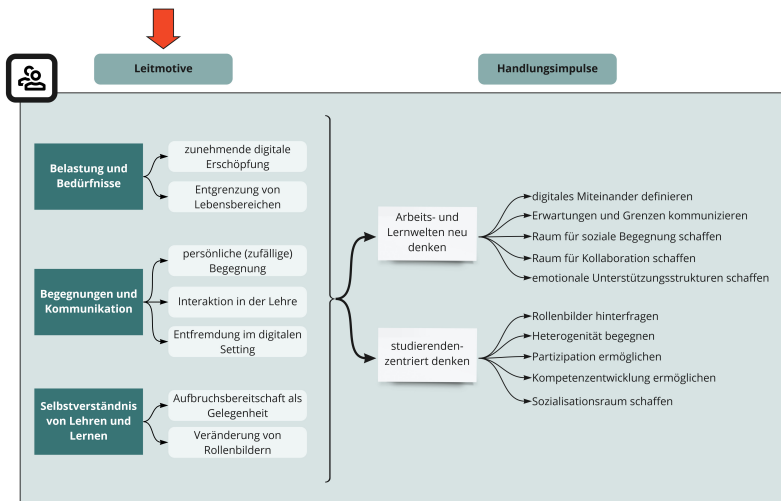 Leitmotive
Handlungsimpulse
Belastung und
Bedürfnisse
zunehmende digitale
Erschöpfung
Entgrenzung von
Lebensbereichen
Begegnungen und
Kommunikation
persönliche (zufällige)
Begegnung
Interaktion in der Lehre
Entfremdung im digitalen
Setting
Selbstverständnis
von Lehren und
Lernen
Aufbruchsbereitschaft als
Gelegenheit
Veränderung von
Rollenbildern
Arbeits- und
Lernwelten neu
denken
digitales Miteinander definieren
Erwartungen und Grenzen kommunizieren
Raum für soziale Begegnung schaffen
Raum für Kollaboration schaffen
emotionale Unterstützungsstrukturen schaffen
studierenden-
zentriert denken
Rollenbilder hinterfragen
Heterogenität begegnen
Partizipation ermöglichen
Kompetenzentwicklung ermöglichen
Sozialisationsraum schaffen